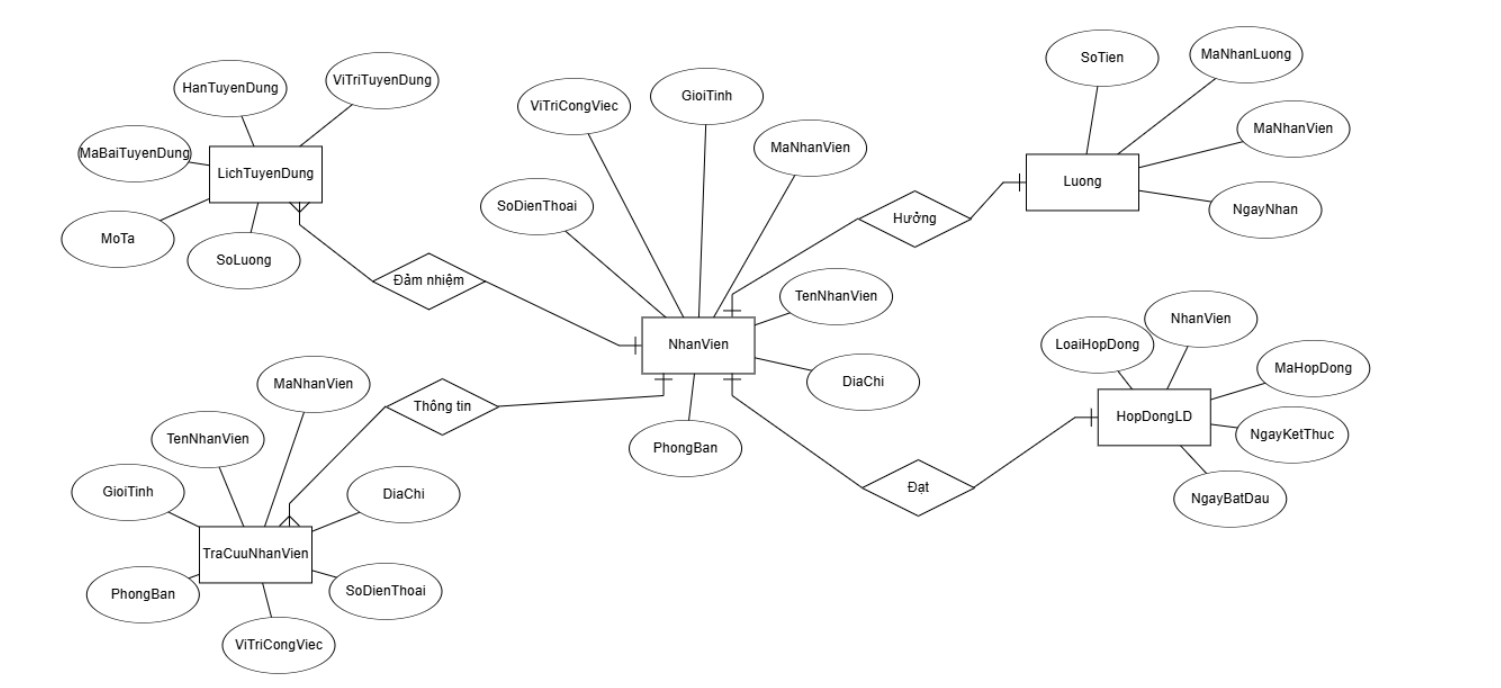 HanTuyenDung
ViTriTuyenDung
MaBaiTuyenDung
LichTuyenDung
MoTa
SoLuong
Đảm nhiệm
ViTriCongViec
GioiTinh
MaNhanVien
SoDienThoai
TenNhanVien
NhanVien
DiaChi
PhongBan
Hưởng
SoTien
MaNhanLuong
MaNhanVien
Luong
NgayNhan
NhanVien
LoaiHopDong
MaHopDong
HopDongLD
NgayKetThuc
NgayBatDau
Đạt
Thông tin
MaNhanVien
TenNhanVien
GioiTinh
DiaChi
TraCuuNhanVien
PhongBan
SoDienThoai
ViTriCongViec